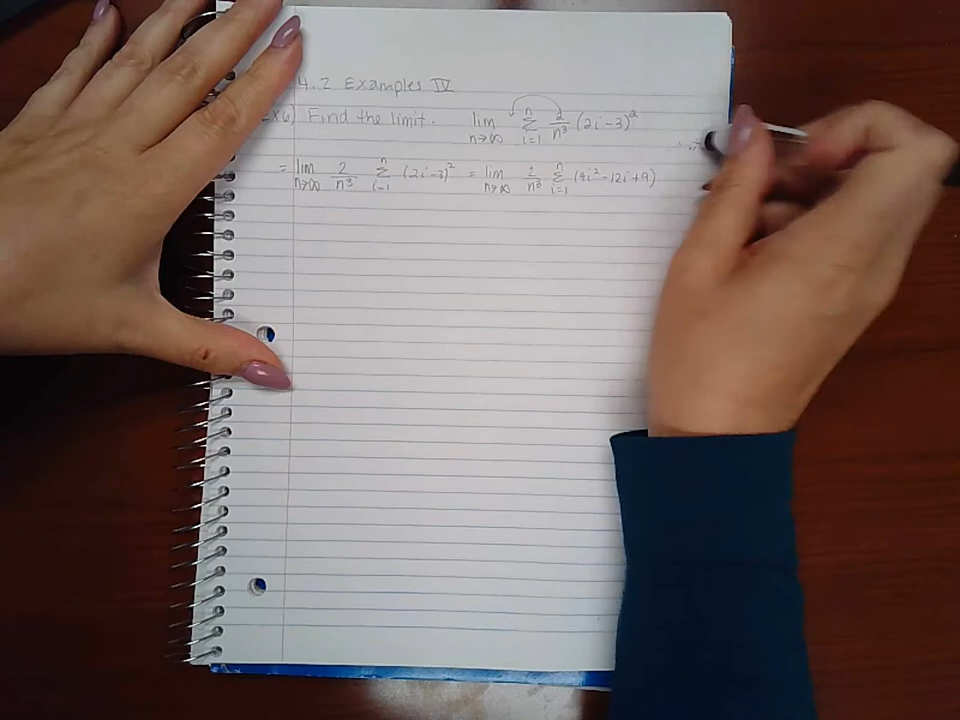 4.2 Examples IV
x6) Find the limit. lim n→∞ n Σ i=1 2/n³ (2i-3)²
= lim n→∞ 2/n³ n Σ i=1 (2i-3)² = lim n→∞ 2/n³ n Σ i=1 (4i²-12i+9)